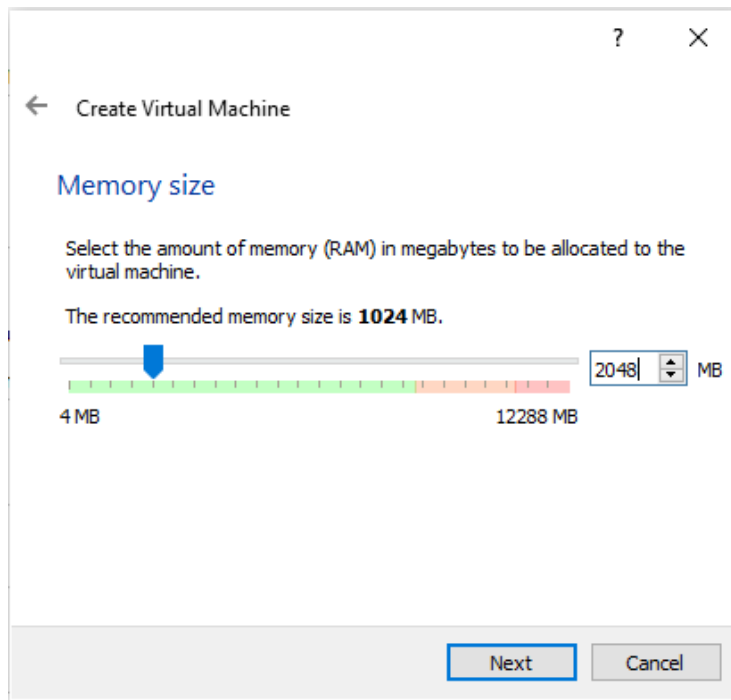 ?
Create Virtual Machine
Memory size
Select the amount of memory (RAM) in megabytes to be allocated to the
virtual machine.
The recommended memory size is 1024 MB.
2048 MB
4 MB 12288 MB
Next Cancel